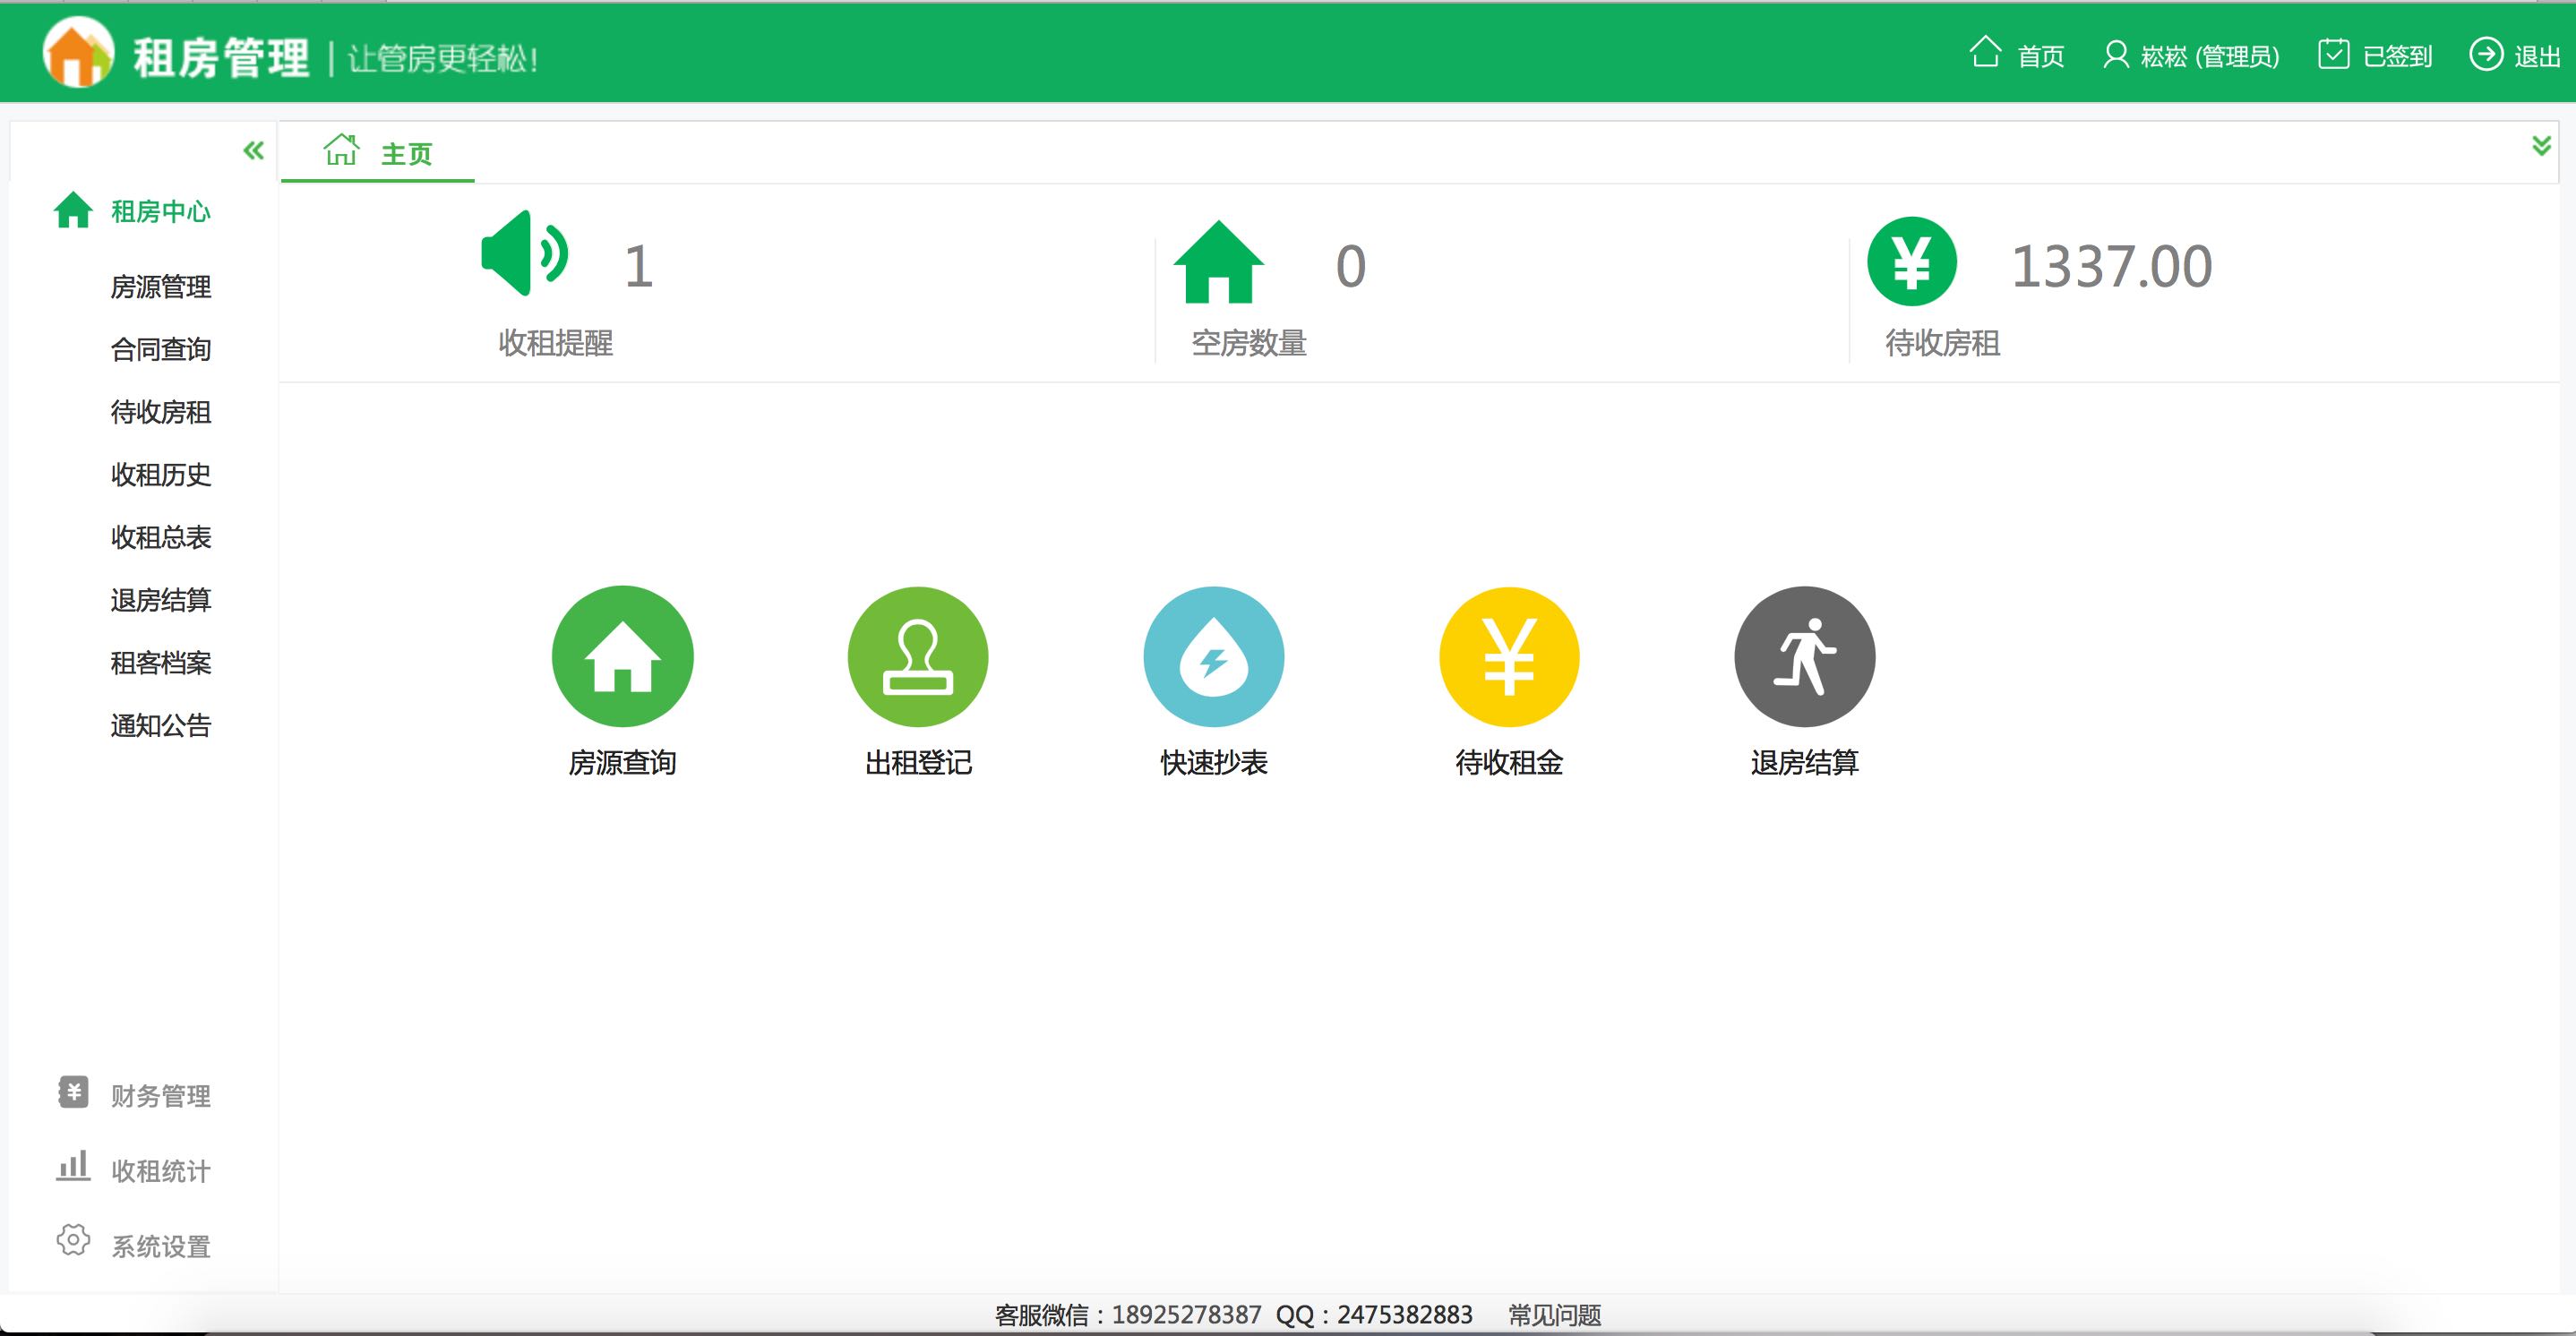 租房管理 | 让管房更轻松!
首页 崧崧 (管理员) 已签到 退出
主页
租房中心
房源管理
合同查询
待收房租
收租历史
收租总表
退房结算
租客档案
通知公告
财务管理
收租统计
系统设置
1
收租提醒
0
空房数量
¥ 1337.00
待收房租
房源查询
出租登记
快速抄表
¥
待收租金
退房结算
客服微信：18925278387 QQ：2475382883 常见问题